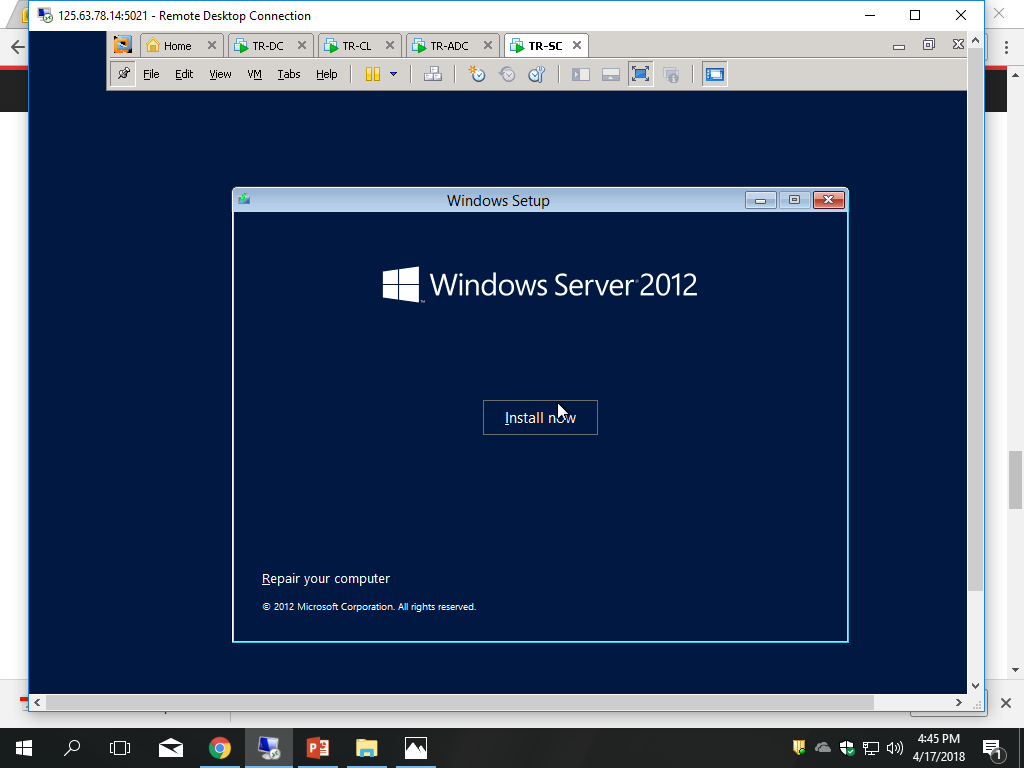 125.63.78.14:5021 - Remote Desktop Connection
Home TR-DC TR-CL TR-ADC TR-SC
File Edit View VM Tabs Help
Windows Setup
Windows Server 2012
Install now
Repair your computer
© 2012 Microsoft Corporation. All rights reserved.
4:45 PM
4/17/2018
1